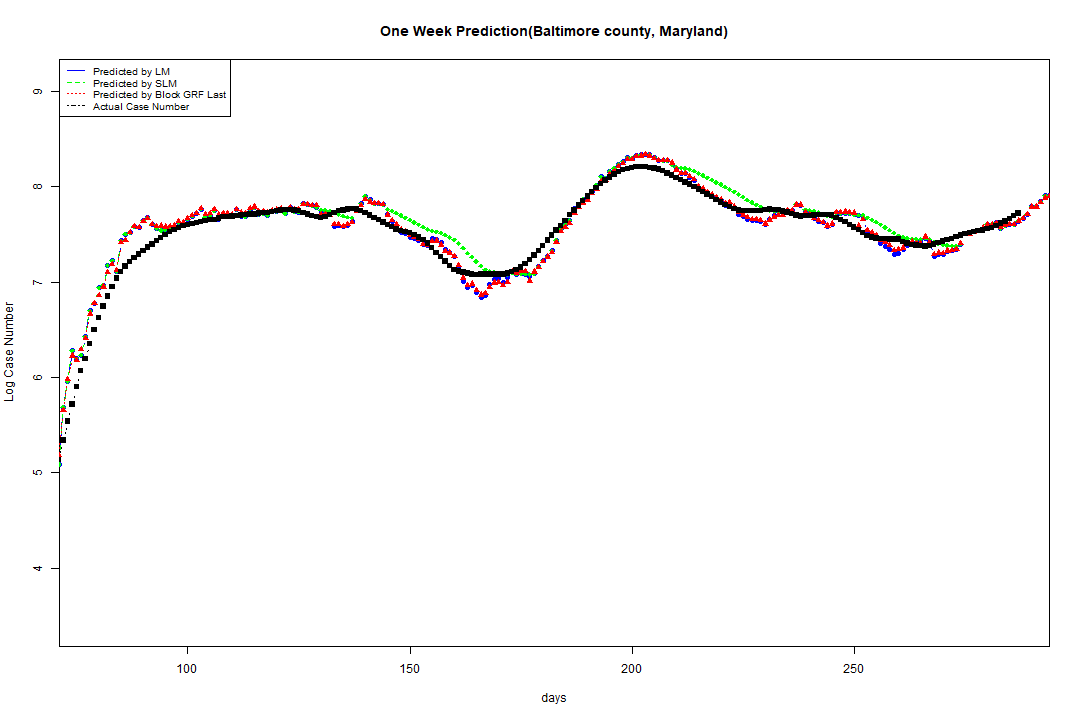 One Week Prediction(Baltimore county, Maryland)
Predicted by LM
Predicted by SLM
Predicted by Block GRF Last
Actual Case Number
9
8
7
6
5
4
Log Case Number
100 150 200 250
days